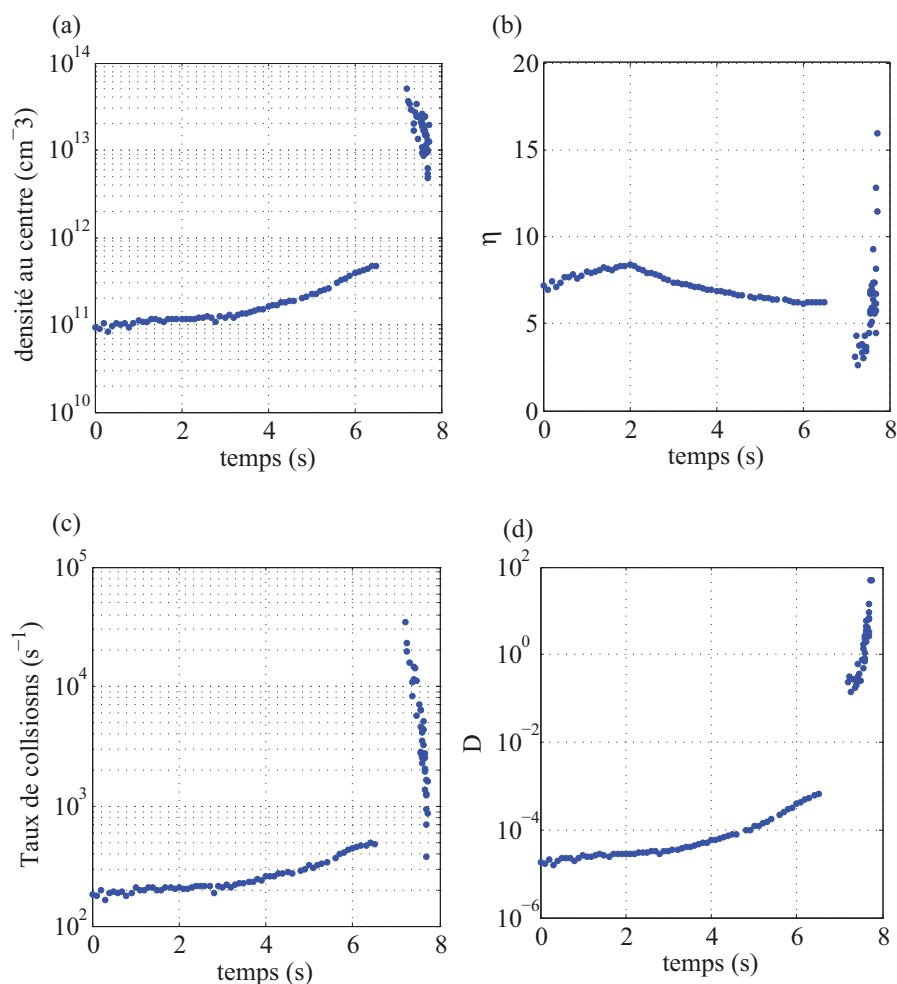 (a)
densité au centre (cm¯3)
10^14
10^13
10^12
10^11
10^10
0 2 4 6 8
temps (s)
(b)
η
20
15
10
5
0
0 2 4 6 8
temps (s)
(c)
Taux de collsiosns (s⁻¹)
10^5
10^4
10^3
10^2
0 2 4 6 8
temps (s)
(d)
D
10^2
10^0
10^−2
10^−4
10^−6
0 2 4 6 8
temps (s)